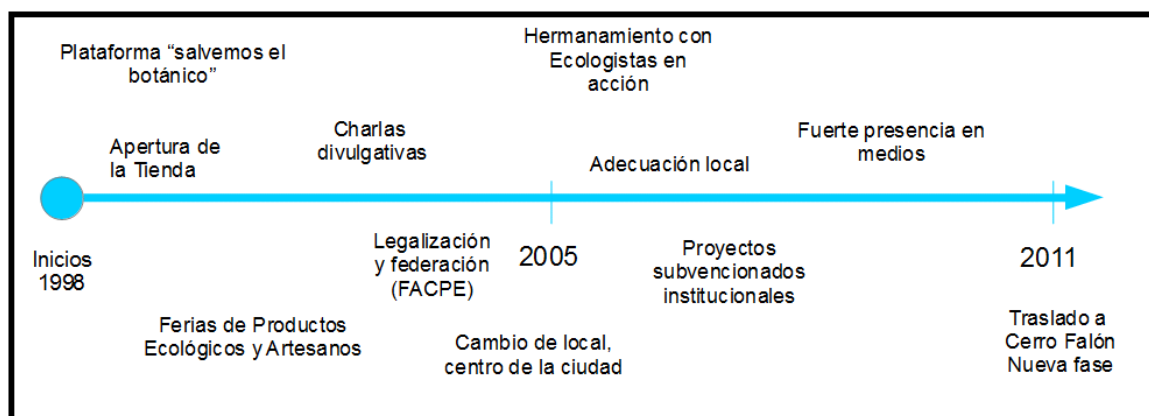 Plataforma “salvemos el
botánico”
Hermanamiento con
Ecologistas en
acción
Apertura de
la Tienda
Charlas
divulgativas
Adecuación local
Fuerte presencia en
medios
Inicios
1998
Legalización
y federación
(FACPE)
2005
Proyectos
subvencionados
institucionales
2011
Ferias de Productos
Ecológicos y Artesanos
Cambio de local,
centro de la ciudad
Traslado a
Cerro Falón
Nueva fase